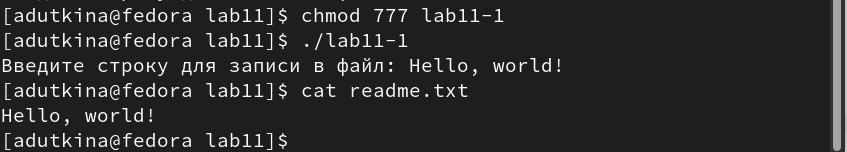 [adutkina@fedora lab11]$ chmod 777 lab11-1
[adutkina@fedora lab11]$ ./lab11-1
Введите строку для записи в файл: Hello, world!
[adutkina@fedora lab11]$ cat readme.txt
Hello, world!
[adutkina@fedora lab11]$